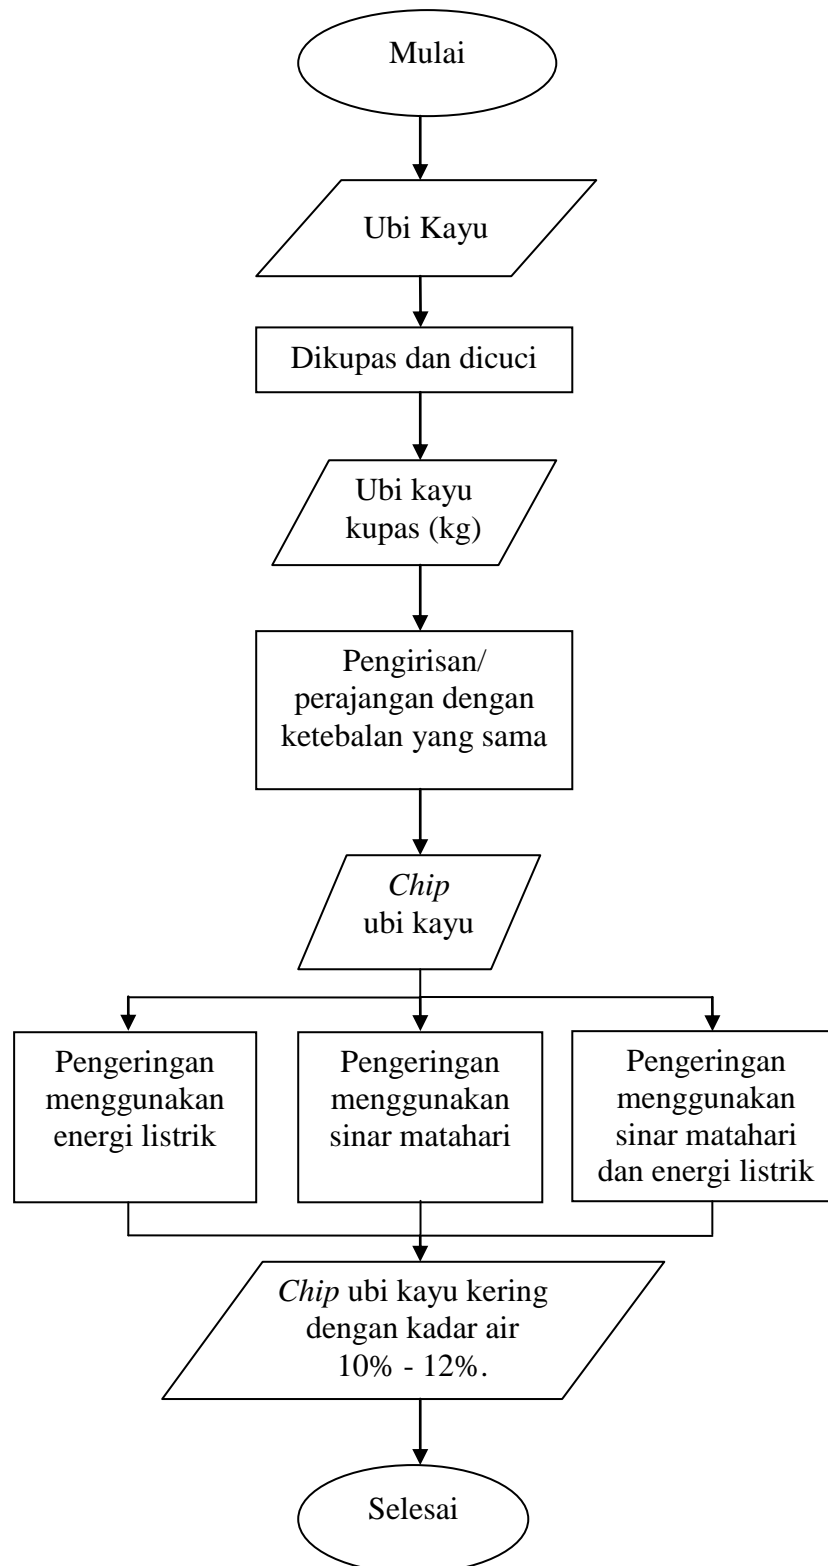 Mulai
Ubi Kayu
Dikupas dan dicuci
Ubi kayu
kupas (kg)
Pengirisan/
perajangan dengan
ketebalan yang sama
Chip
ubi kayu
Pengeringan
menggunakan
energi listrik
Pengeringan
menggunakan
sinar matahari
Pengeringan
menggunakan
sinar matahari
dan energi listrik
Chip ubi kayu kering
dengan kadar air
10% - 12%.
Selesai